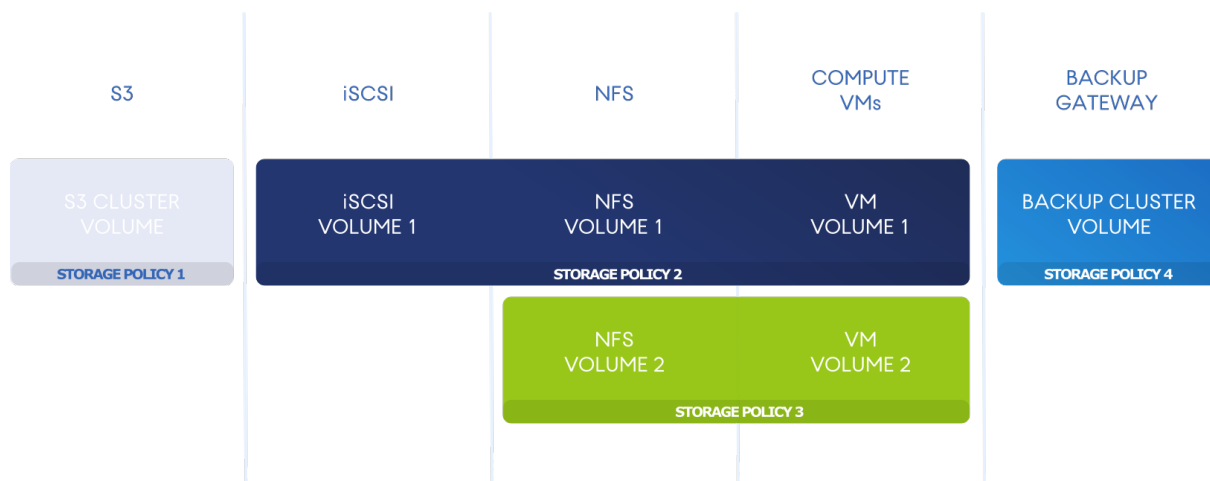 S3
iSCSI
NFS
COMPUTE
VMs
BACKUP
GATEWAY
S3 CLUSTER
VOLUME
STORAGE POLICY 1
iSCSI
VOLUME 1
NFS
VOLUME 1
VM
VOLUME 1
STORAGE POLICY 2
BACKUP CLUSTER
VOLUME
STORAGE POLICY 4
NFS
VOLUME 2
VM
VOLUME 2
STORAGE POLICY 3